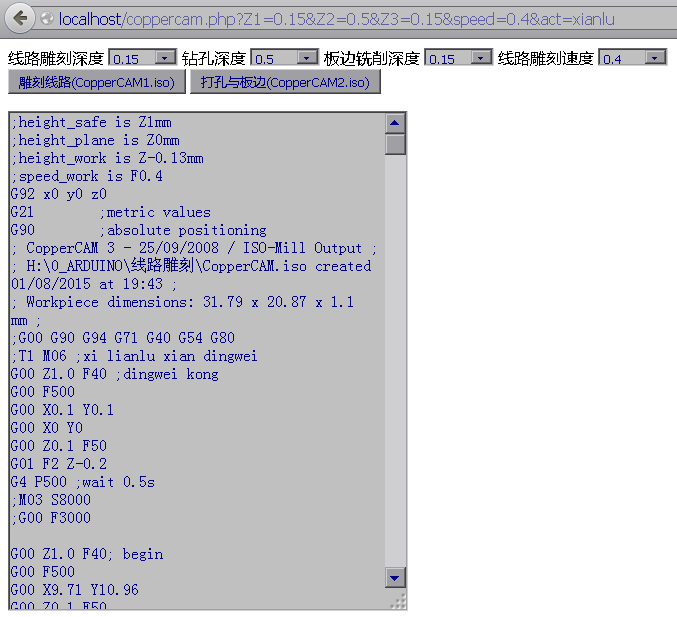 localhost/coppercam.php?Z1=0.15&Z2=0.5&Z3=0.15&speed=0.4&act=xianlu
线路雕刻深度 0.15 钻孔深度 0.5 板边铣削深度 0.15 线路雕刻速度 0.4
雕刻线路(CopperCAM1.iso) 打孔与板边(CopperCAM2.iso)
;height_safe is Z1mm
;height_plane is Z0mm
;height_work is Z-0.13mm
;speed_work is F0.4
G92 x0 y0 z0
G21 ;metric values
G90 ;absolute positioning
; CopperCAM 3 - 25/09/2008 / ISO-Mill Output ;
; H:\0_ARDUINO\线路雕刻\CopperCAM.iso created
01/08/2015 at 19:43 ;
; Workpiece dimensions: 31.79 x 20.87 x 1.1
mm ;
;G00 G90 G94 G71 G40 G54 G80
;T1 M06 ;xi lianlu xian dingwei
G00 Z1.0 F40 ;dingwei kong
G00 F500
G00 X0.1 Y0.1
G00 X0 Y0
G00 Z0.1 F50
G01 F2 Z-0.2
G4 P500 ;wait 0.5s
;M03 S8000
;G00 F3000
G00 Z1.0 F40; begin
G00 F500
G00 X9.71 Y10.96
G00 Z0.1 F50